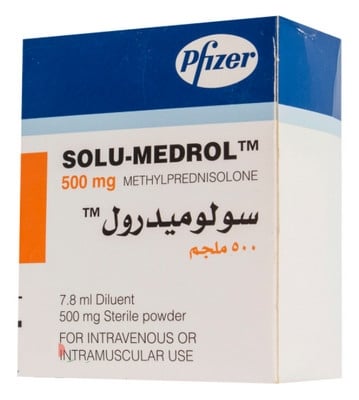 Pfizer
SOLU-MEDROL™
500 mg METHYLPREDNISOLONE
سولوميدرول™
٥٠٠ ملجم
7.8 ml Diluent
500 mg Sterile powder
FOR INTRAVENOUS OR
INTRAMUSCULAR USE